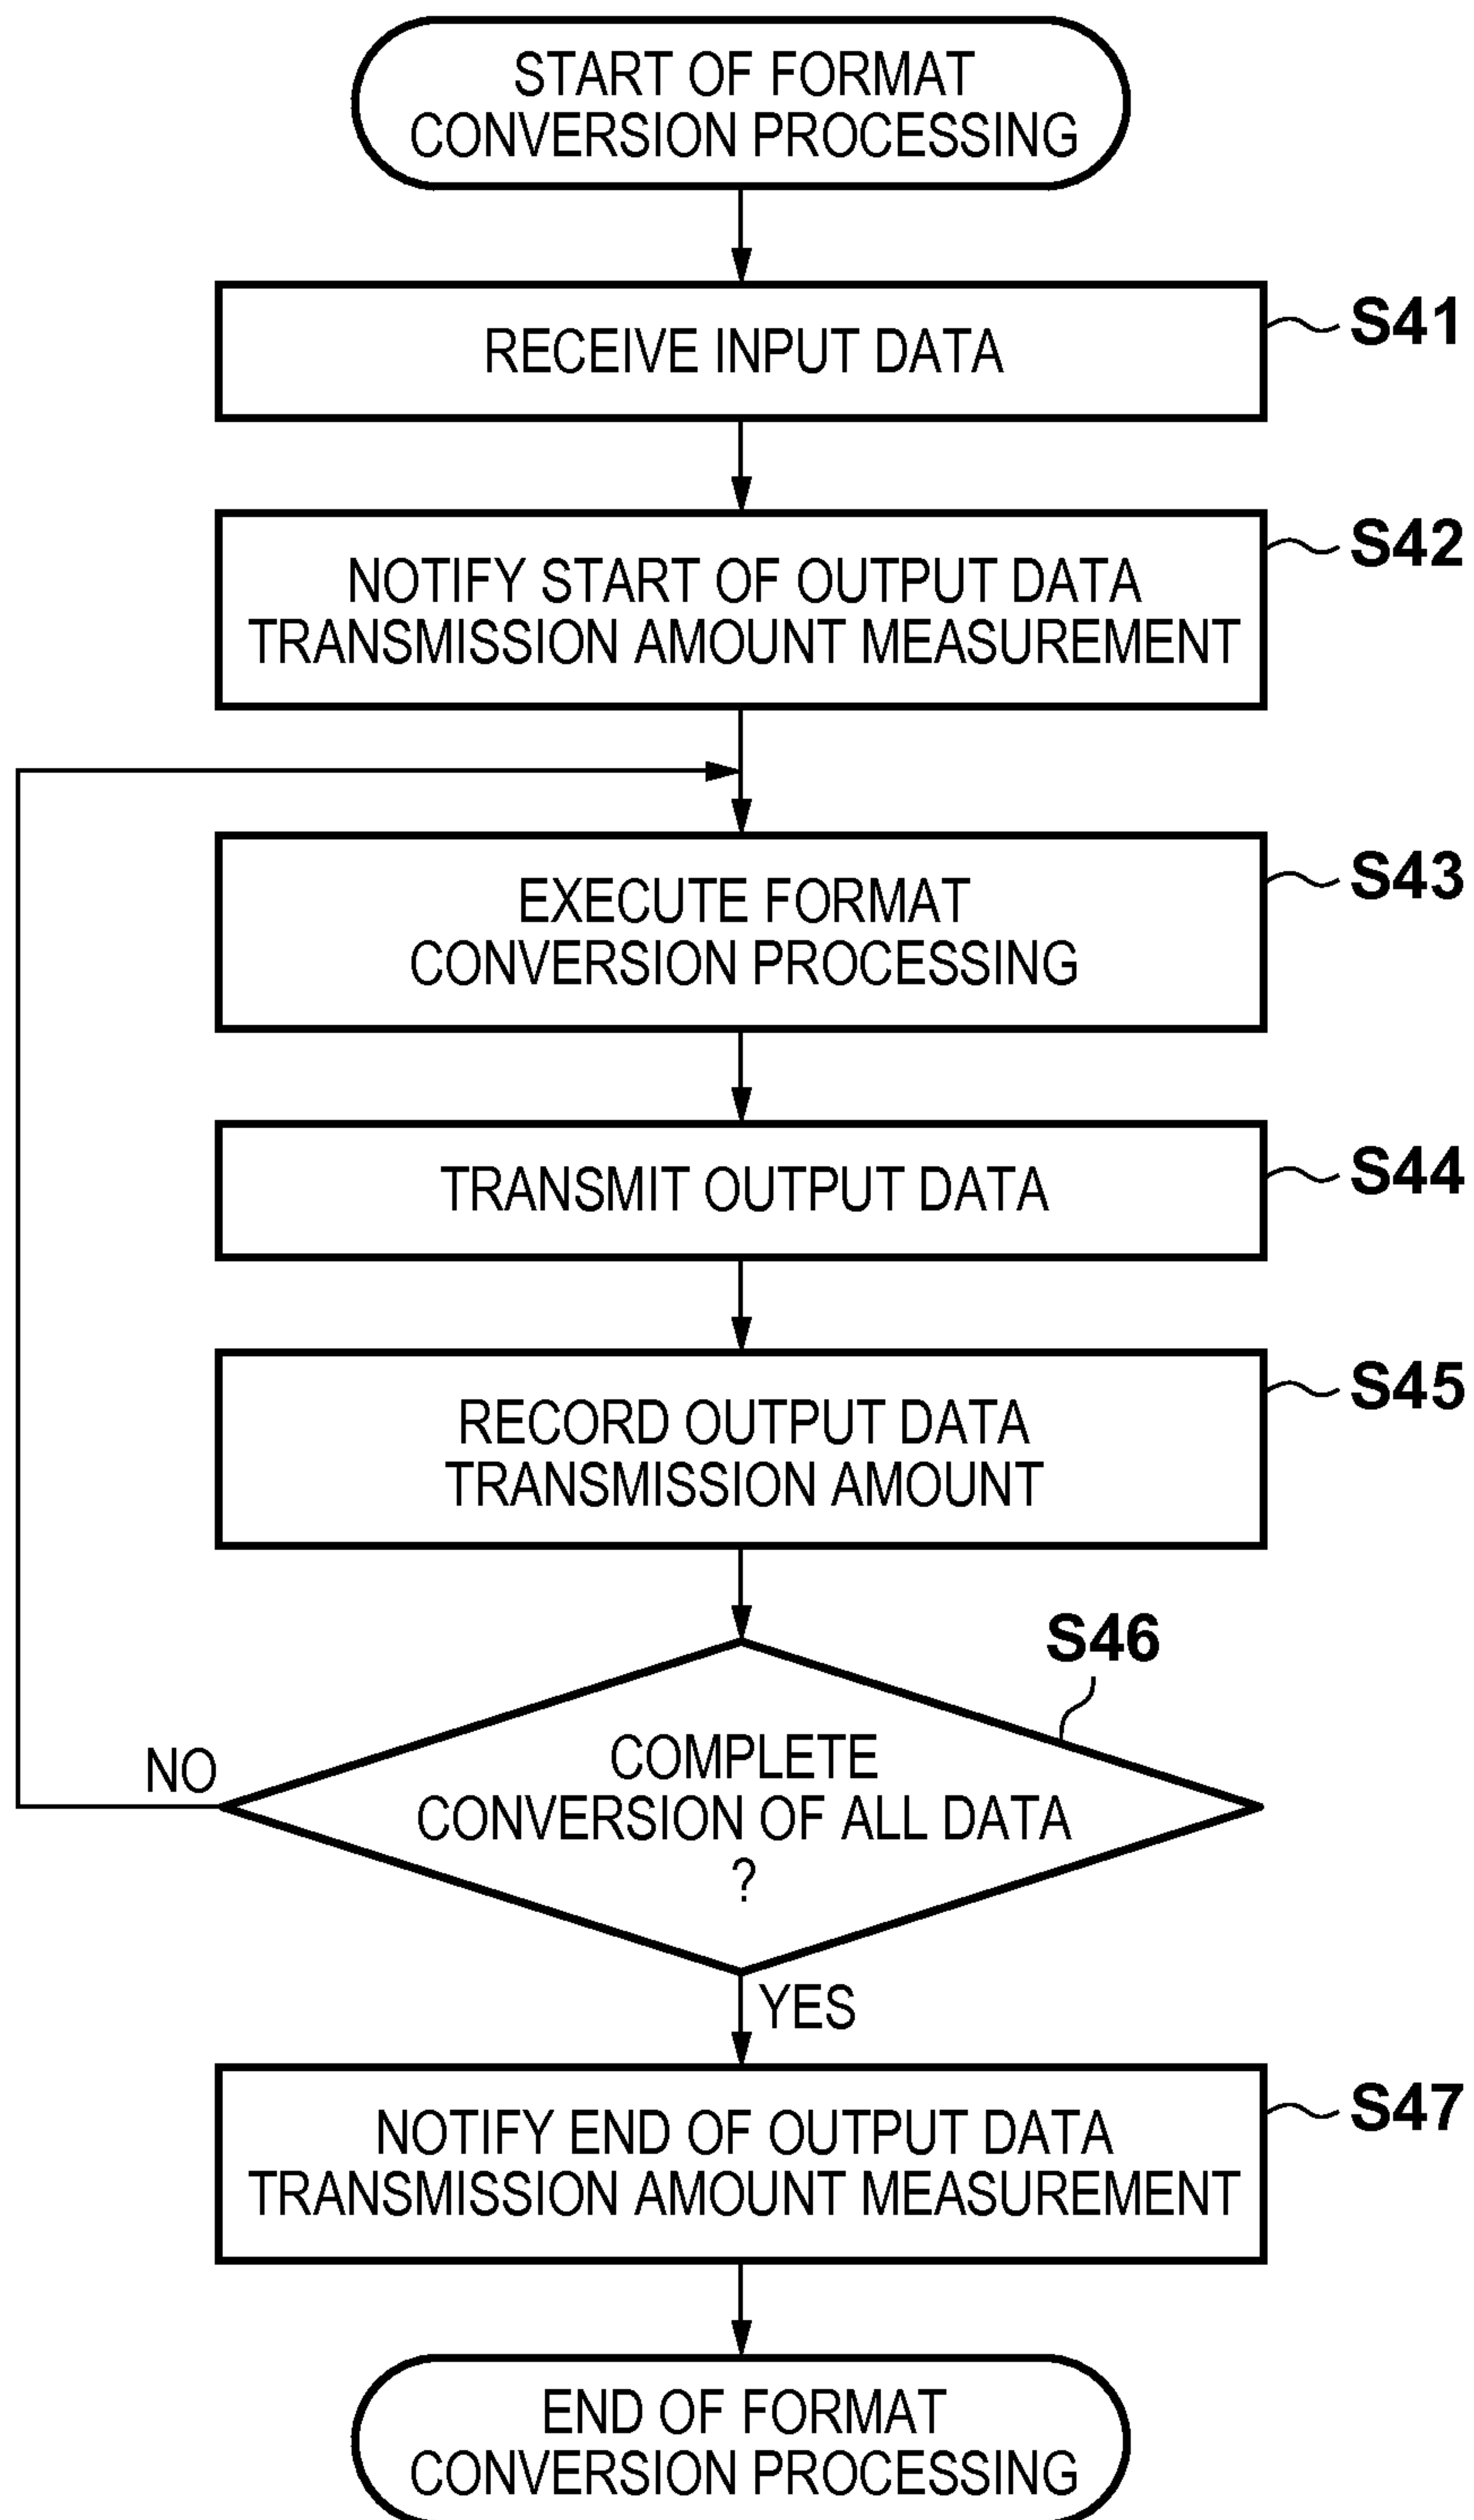 START OF FORMAT
CONVERSION PROCESSING
RECEIVE INPUT DATA
S41
NOTIFY START OF OUTPUT DATA
TRANSMISSION AMOUNT MEASUREMENT
S42
EXECUTE FORMAT
CONVERSION PROCESSING
S43
TRANSMIT OUTPUT DATA
S44
RECORD OUTPUT DATA
TRANSMISSION AMOUNT
S45
S46
COMPLETE
CONVERSION OF ALL DATA
?
NO
YES
NOTIFY END OF OUTPUT DATA
TRANSMISSION AMOUNT MEASUREMENT
S47
END OF FORMAT
CONVERSION PROCESSING